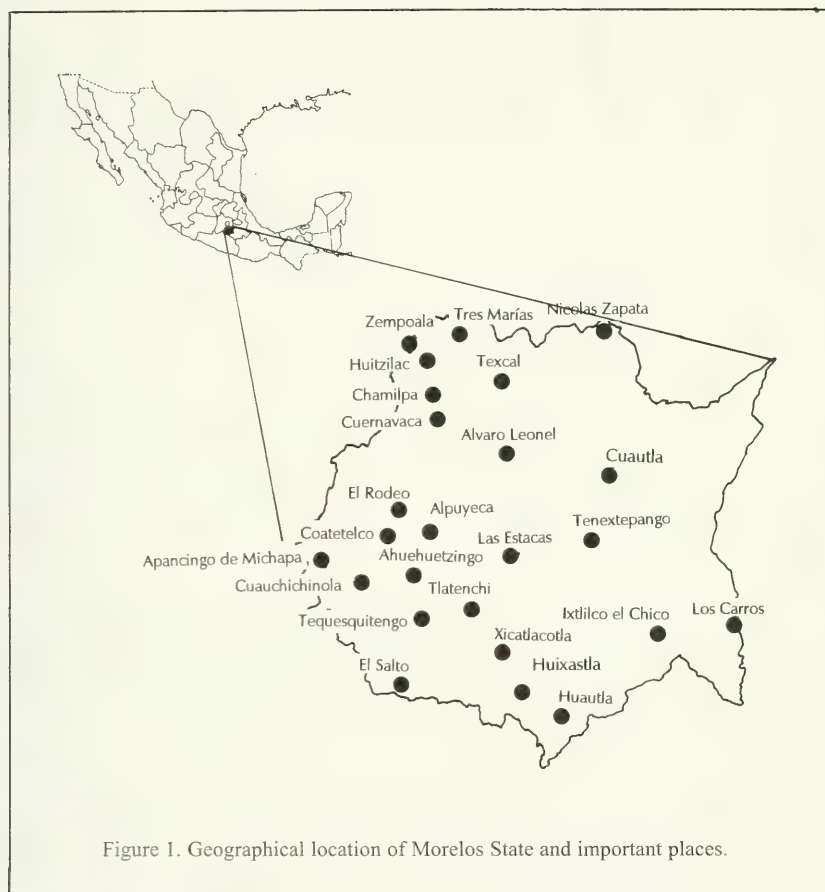 Nicolas Zapata
Tres Marías
Zempoala
Huitzilac
Texcal
Chamilpa
Cuernavaca
Alvaro Leonel
Cuautla
El Rodeo
Alpuyeca
Tenextepango
Coatetelco
Las Estacas
Apancingo de Michapa
Ahuehuetzingo
Cuauchichinola
Tlatenchi
Tequesquitengo
Ixtlilco el Chico
Los Carros
Xicatlacotla
El Salto
Huixastla
Huautla
Figure 1. Geographical location of Morelos State and important places.